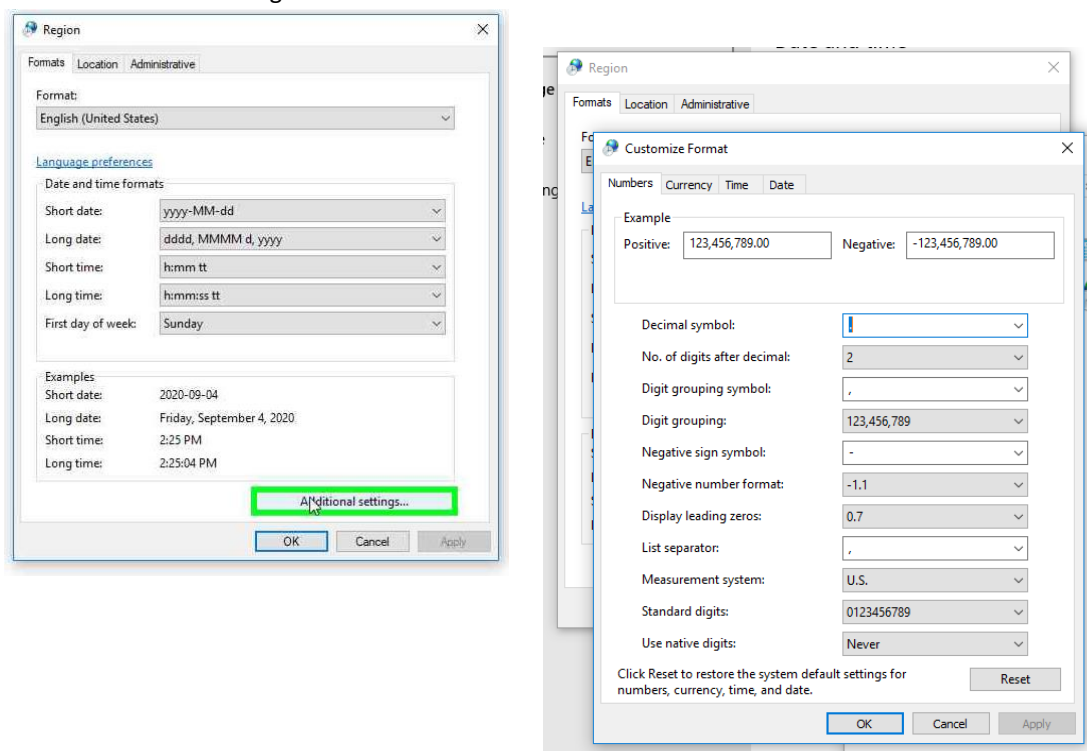 Region
Formats Location Administrative
Format:
English (United States)
Language preferences
Date and time formats
Short date: yyyy-MM-dd
Long date: dddd, MMMM d, yyyy
Short time: h:mm tt
Long time: h:mm:ss tt
First day of week: Sunday
Examples
Short date: 2020-09-04
Long date: Friday, September 4, 2020
Short time: 2:25 PM
Long time: 2:25:04 PM
Additional settings...
OK Cancel Apply
Region
Formats Location Administrative
Customize Format
Numbers Currency Time Date
Example
Positive: 123,456,789.00 Negative: -123,456,789.00
Decimal symbol: .
No. of digits after decimal: 2
Digit grouping symbol: ,
Digit grouping: 123,456,789
Negative sign symbol: -
Negative number format: -1.1
Display leading zeros: 0.7
List separator: ,
Measurement system: U.S.
Standard digits: 0123456789
Use native digits: Never
Click Reset to restore the system default settings for
numbers, currency, time, and date.
Reset
OK Cancel Apply